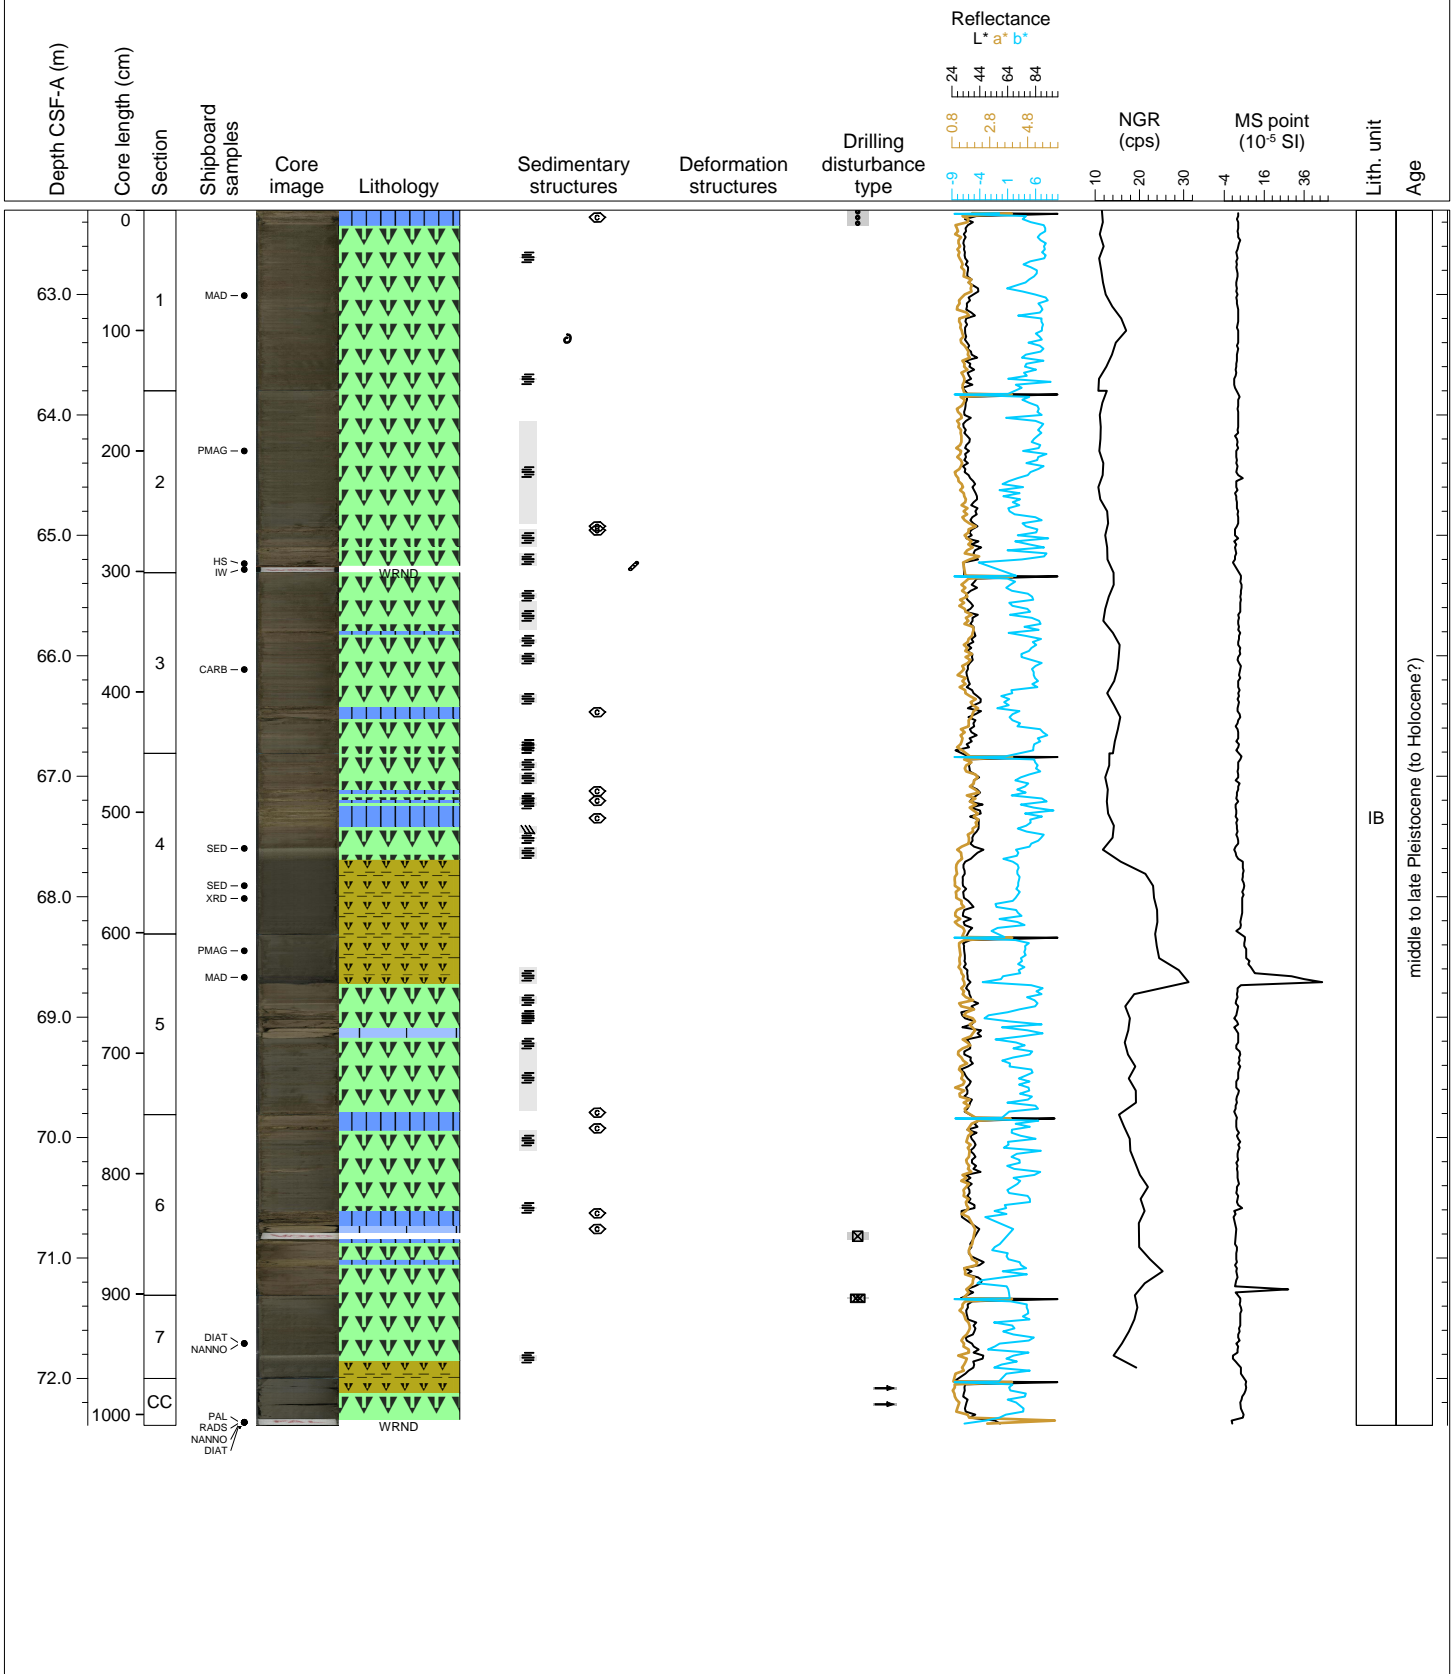 Reflectance
L* a* b*
24 44 64 84
0.8 2.8 4.8
-9 -4 1 6
Depth CSF-A (m)
Core length (cm)
Section
Shipboard
samples
Core
image
Lithology
Sedimentary
structures
Deformation
structures
Drilling
disturbance
type
NGR
(cps)
10 20 30
MS point
(10-5 SI)
-4 16 36
Lith. unit
Age
0
63.0
1
MAD
100
64.0
PMAG
200
2
65.0
HS
IW
300
WRND
66.0
3
CARB
400
67.0
500
4
IB
SED
SED
XRD
68.0
600
PMAG
MAD
middle to late Pleistocene (to Holocene?)
69.0
5
700
70.0
800
6
71.0
900
7
DIAT
NANNO
72.0
CC
1000
PAL
RADS
NANNO
DIAT
WRND
C
C
C
C
C
C
C
C
C
C